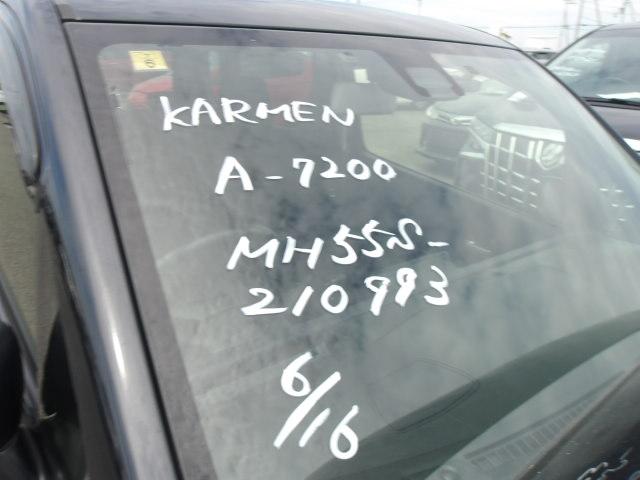 KARMEN
A-7200
MH55S-
210993
6/16